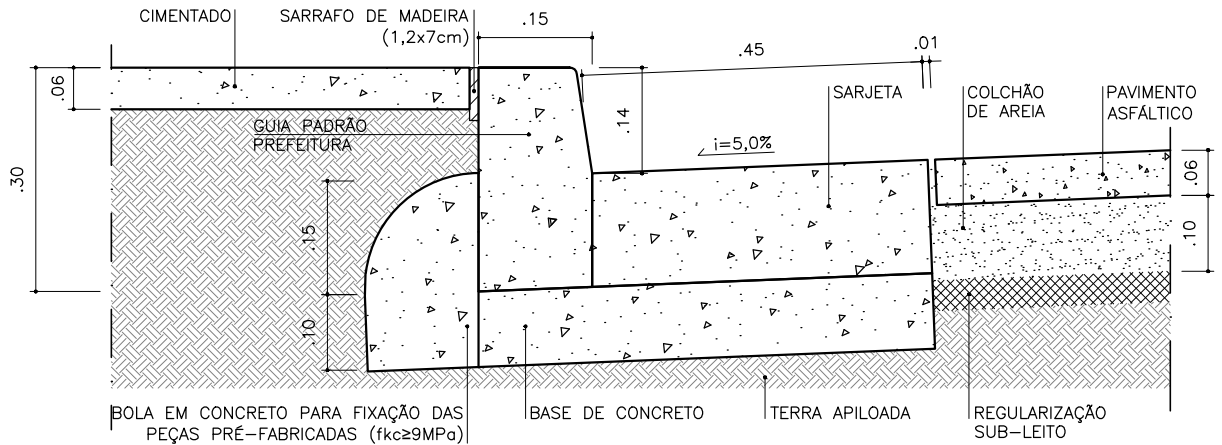 CIMENTADO
SARRAFO DE MADEIRA
(1,2x7cm)
.15
.45
.01
.06
.30
GUIA PADRÃO
PREFEITURA
.14
SARJETA
COLCHÃO
DE AREIA
PAVIMENTO
ASFÁLTICO
i=5,0%
.06
.10
.15
.10
BOLA EM CONCRETO PARA FIXAÇÃO DAS
PEÇAS PRÉ-FABRICADAS (fkc≥9MPa)
BASE DE CONCRETO
TERRA APILOADA
REGULARIZAÇÃO
SUB-LEITO